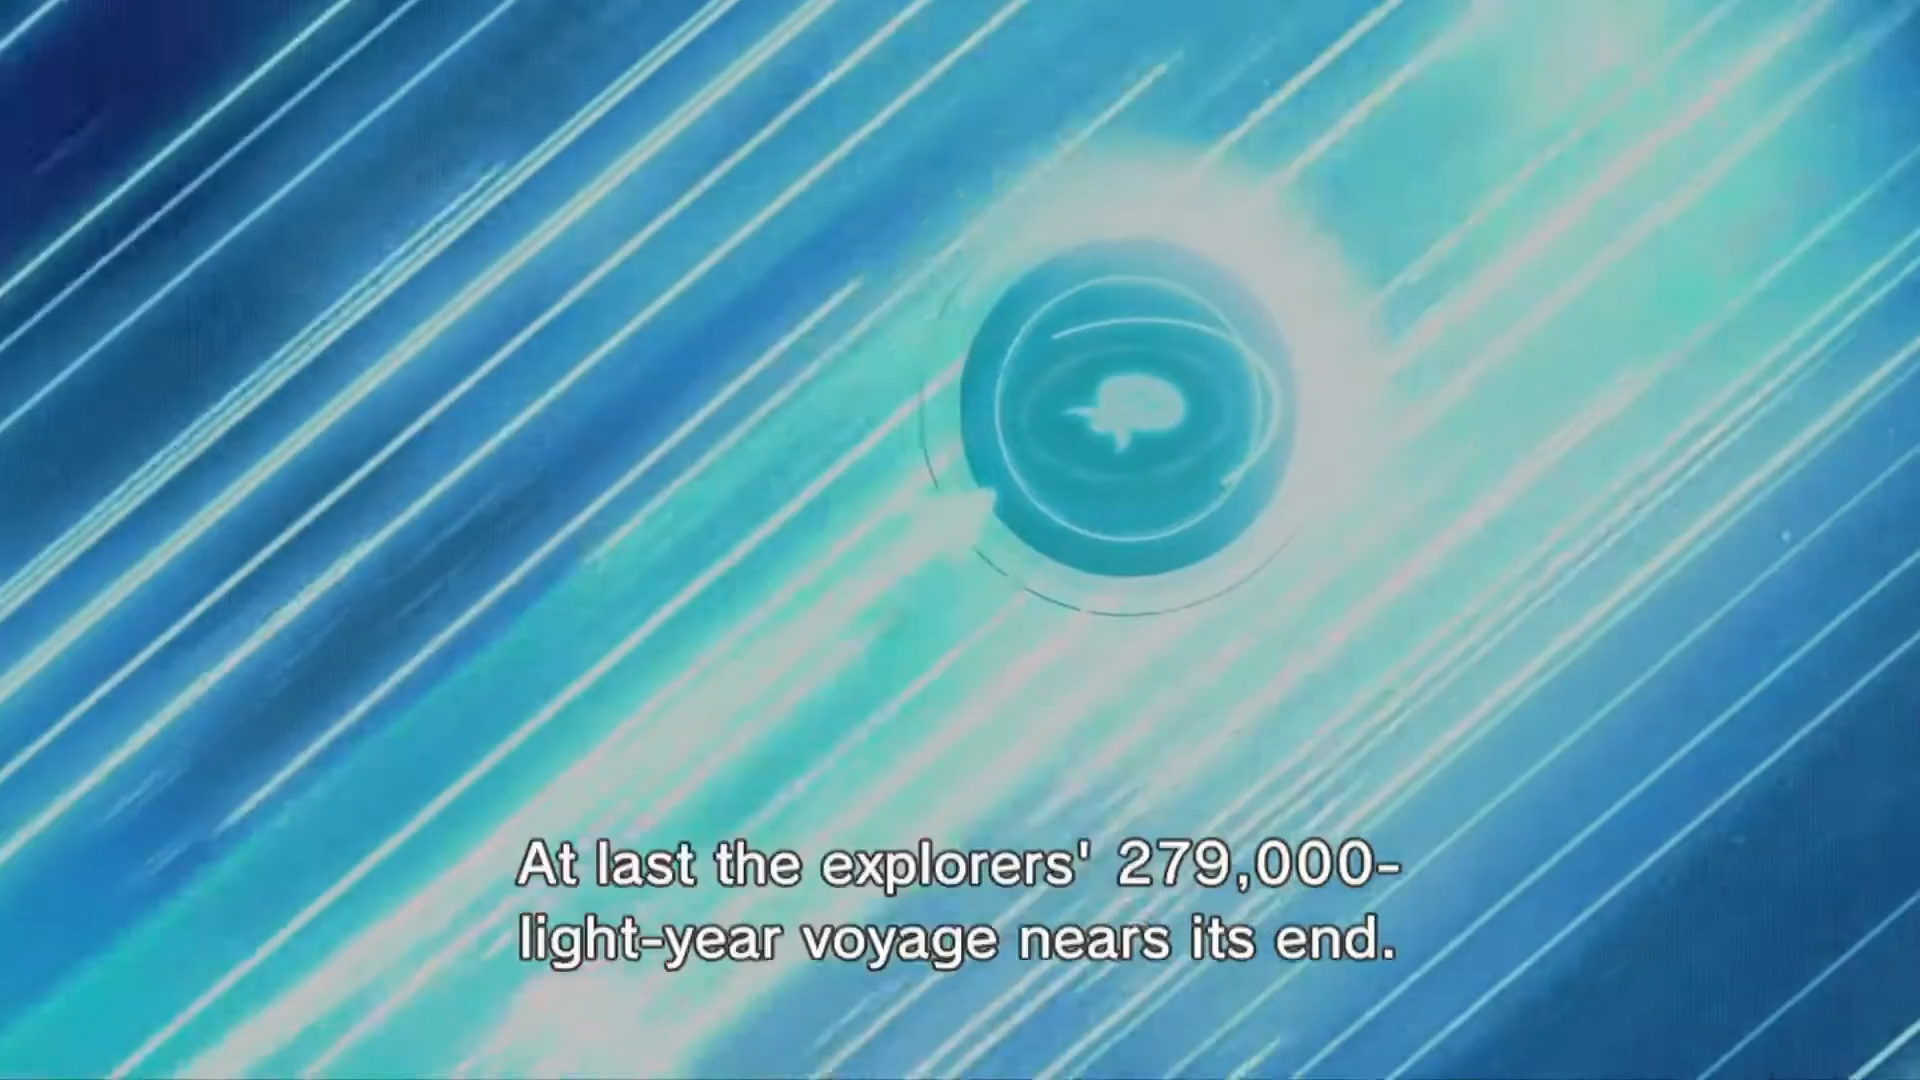 At last the explorers' 279,000-
light-year voyage nears its end.